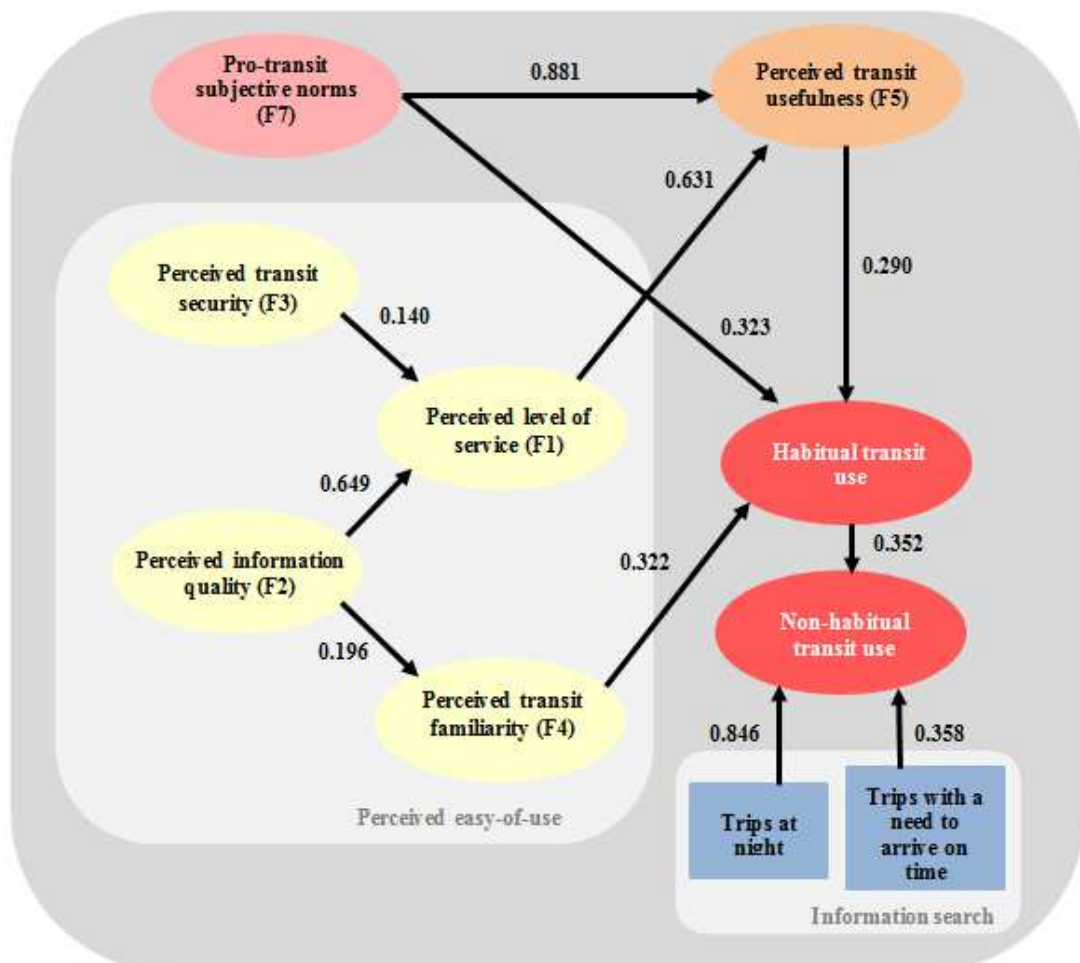 Pro-transit
subjective norms
(F7)
0.881
Perceived transit
usefulness (F5)
0.631
0.290
Perceived transit
security (F3)
0.140
0.323
Perceived level of
service (F1)
Habitual transit
use
0.649
0.352
Perceived information
quality (F2)
0.322
Non-habitual
transit use
0.196
Perceived transit
familiarity (F4)
0.846
0.358
Perceived easy-of-use
Trips at
night
Trips with a
need to
arrive on
time
Information search